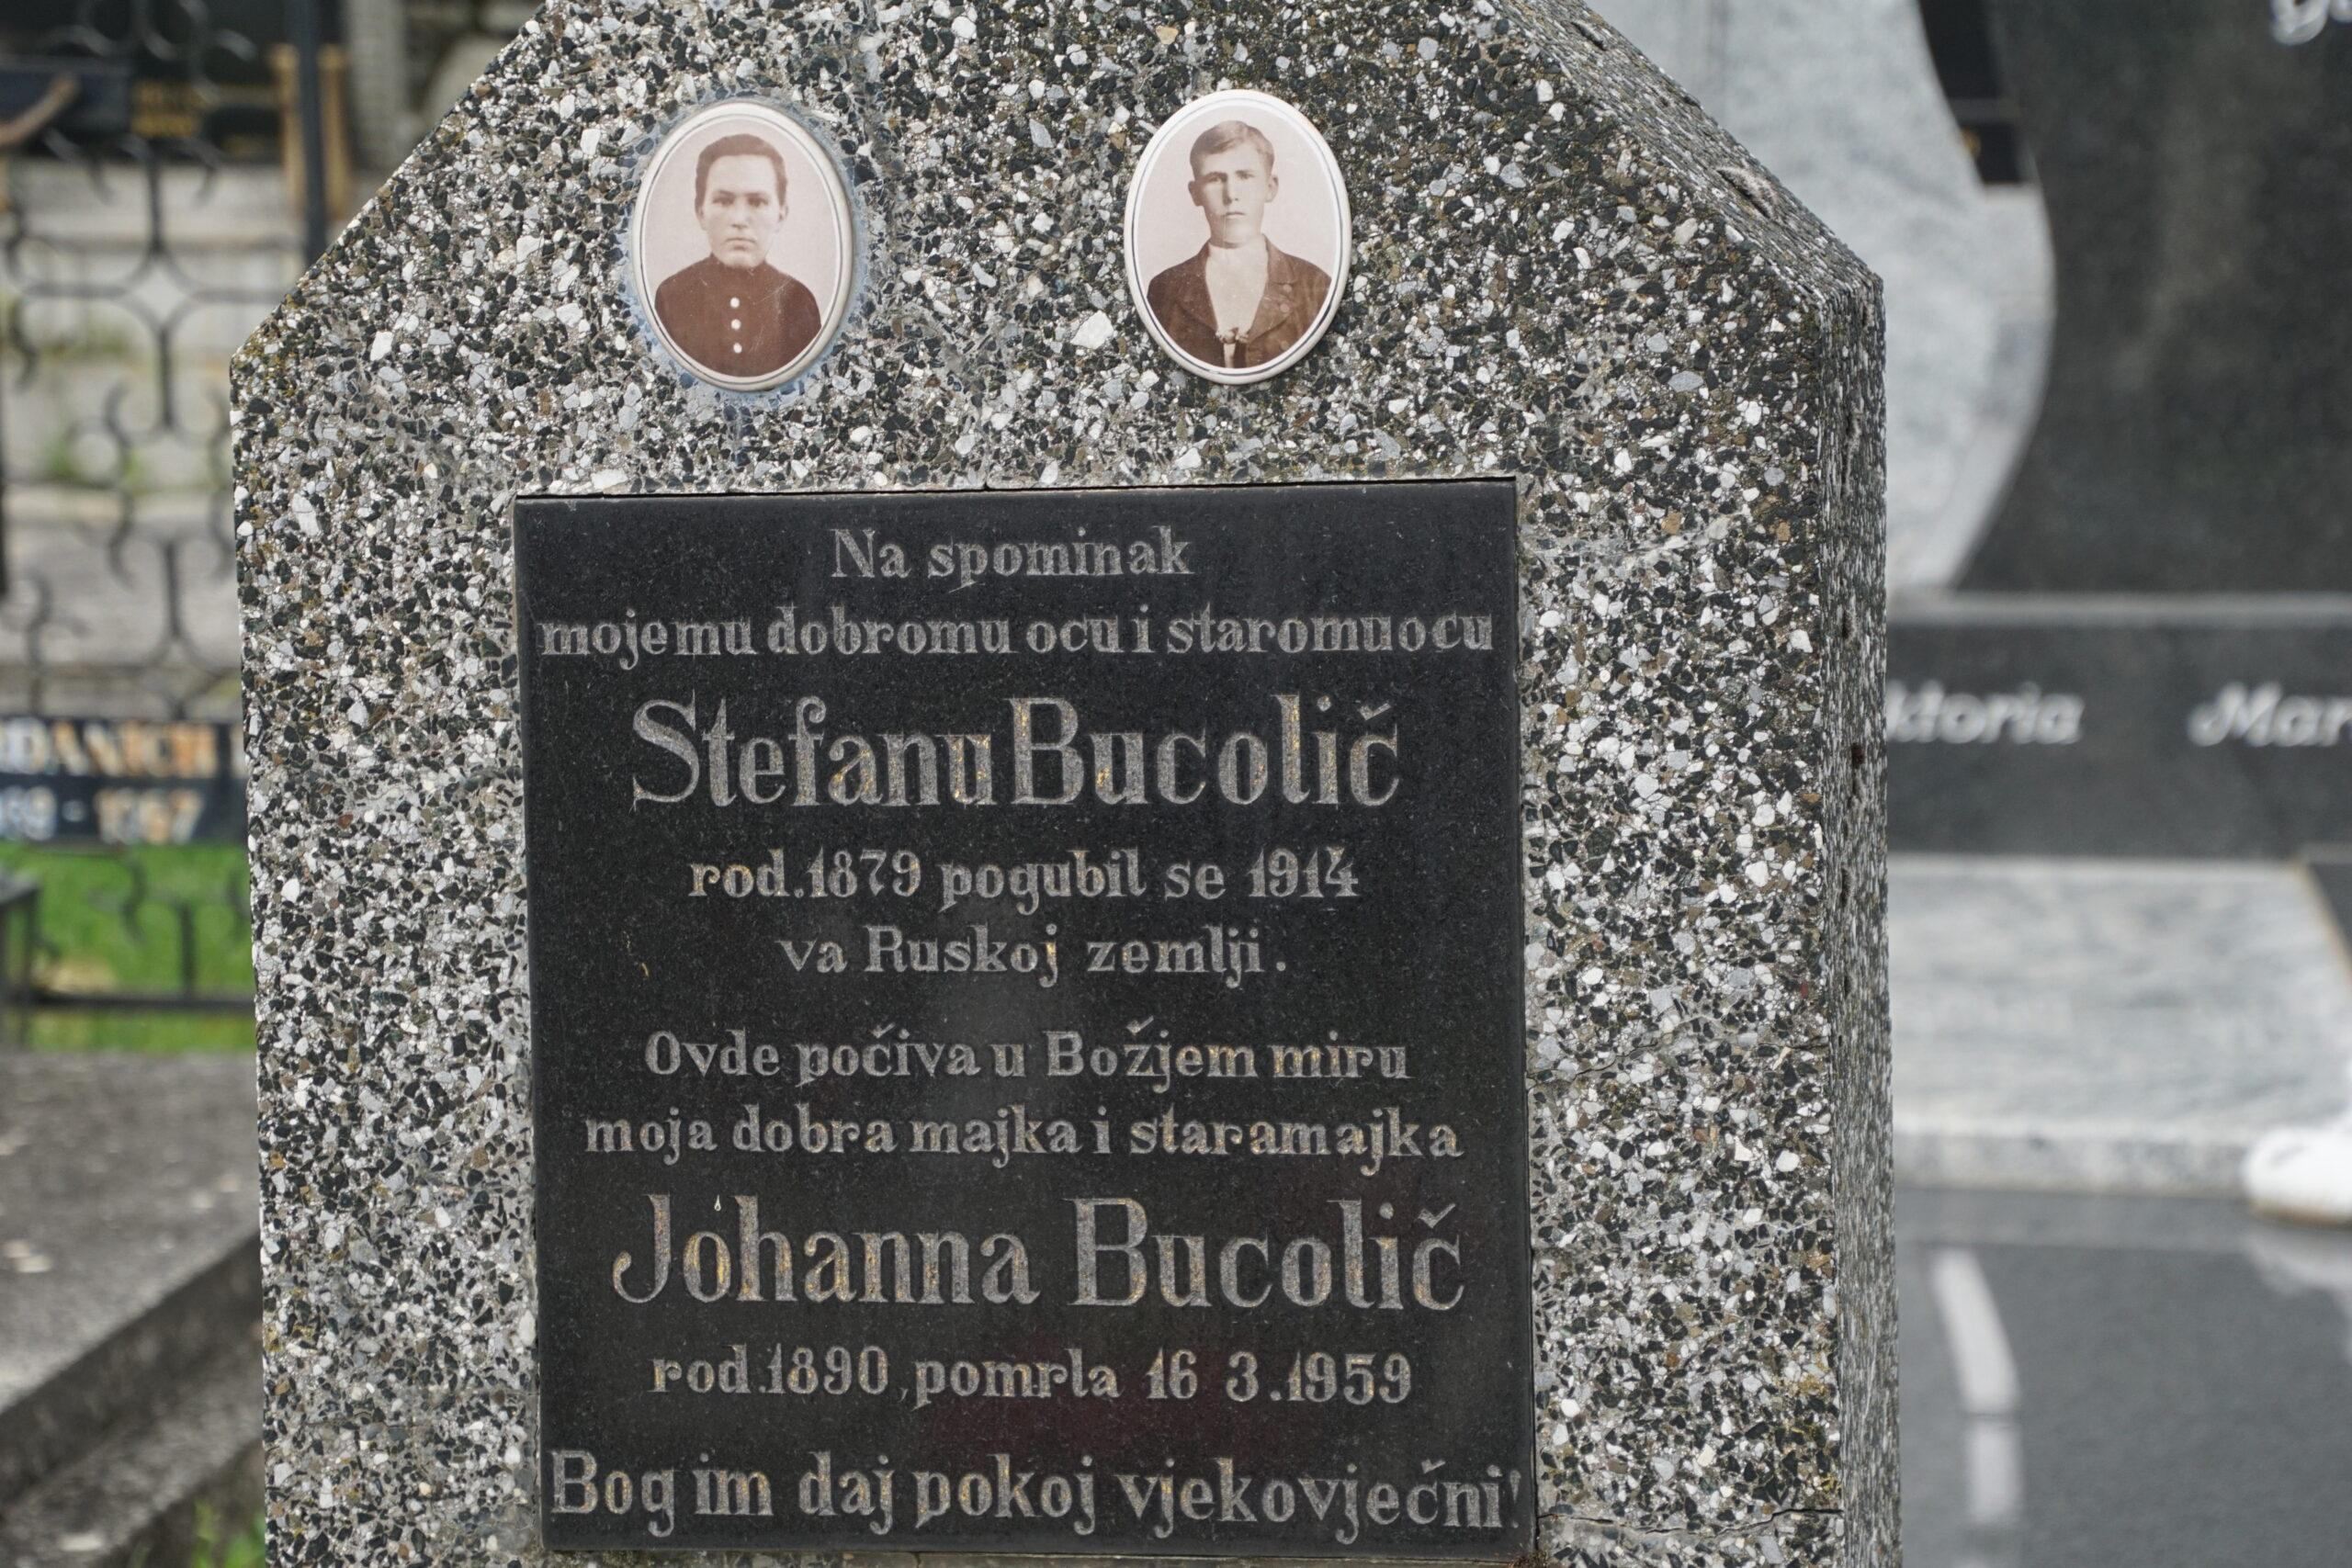 Na spominak
mojemu dobromu ocu i staromuocu
Stefanu Bucolič
rod. 1879 pogubil se 1914
va Ruskoj zemlji.
Ovde počiva u Božjem miru
moja dobra majka i staramajka
Johanna Bucolič
rod. 1890, pomrla 16 3. 1959
Bog im daj pokoj vjekovječni!